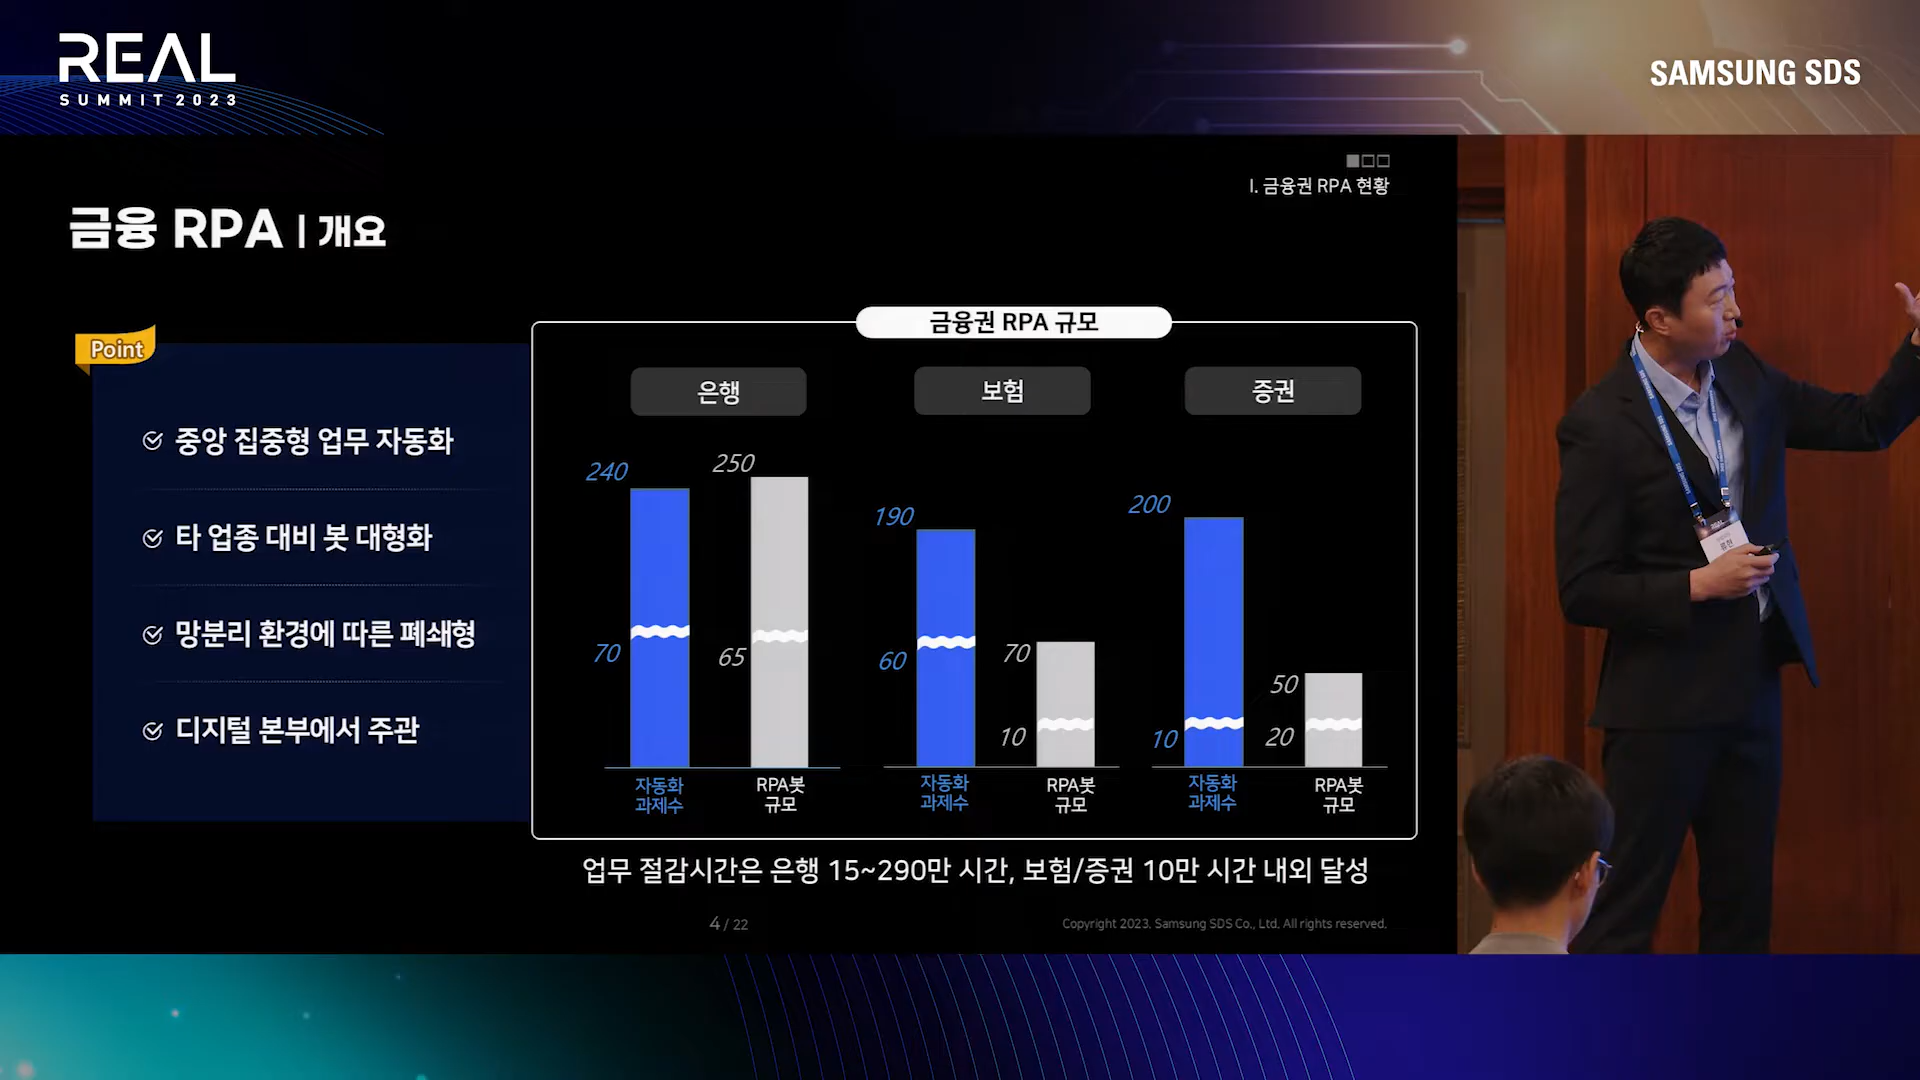 REAL
SUMMIT 2023
SAMSUNG SDS
I. 금융권 RPA 현황
금융 RPA | 개요
Point
중앙 집중형 업무 자동화
타 업종 대비 봇 대형화
망분리 환경에 따른 폐쇄형
디지털 본부에서 주관
금융권 RPA 규모
은행
240
250
70
65
자동화
과제수
RPA봇
규모
보험
190
70
60
10
자동화
과제수
RPA봇
규모
증권
200
50
10
20
자동화
과제수
RPA봇
규모
업무 절감시간은 은행 15~290만 시간, 보험/증권 10만 시간 내외 달성
4 / 22
Copyright 2023. Samsung SDS Co., Ltd. All rights reserved.